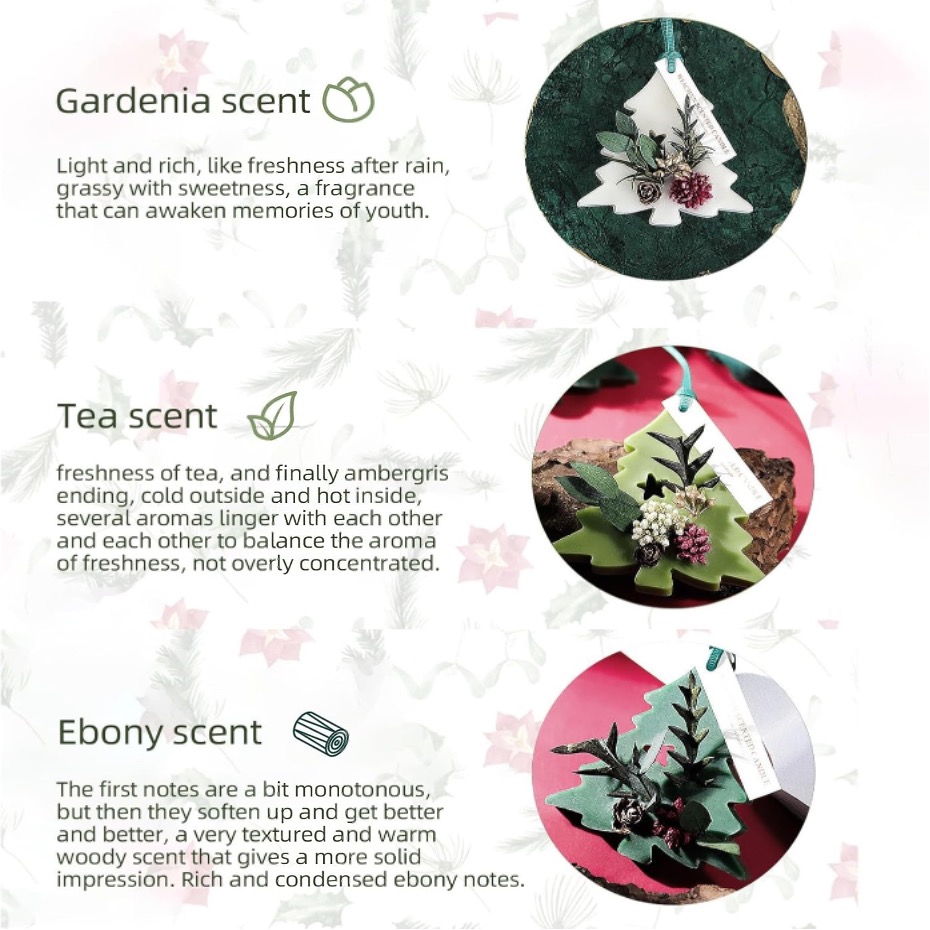 Gardenia scent
Light and rich, like freshness after rain,
grassy with sweetness, a fragrance
that can awaken memories of youth.
Tea scent
freshness of tea, and finally ambergris
ending, cold outside and hot inside,
several aromas linger with each other
and each other to balance the aroma
of freshness, not overly concentrated.
Ebony scent
The first notes are a bit monotonous,
but then they soften up and get better
and better, a very textured and warm
woody scent that gives a more solid
impression. Rich and condensed ebony notes.